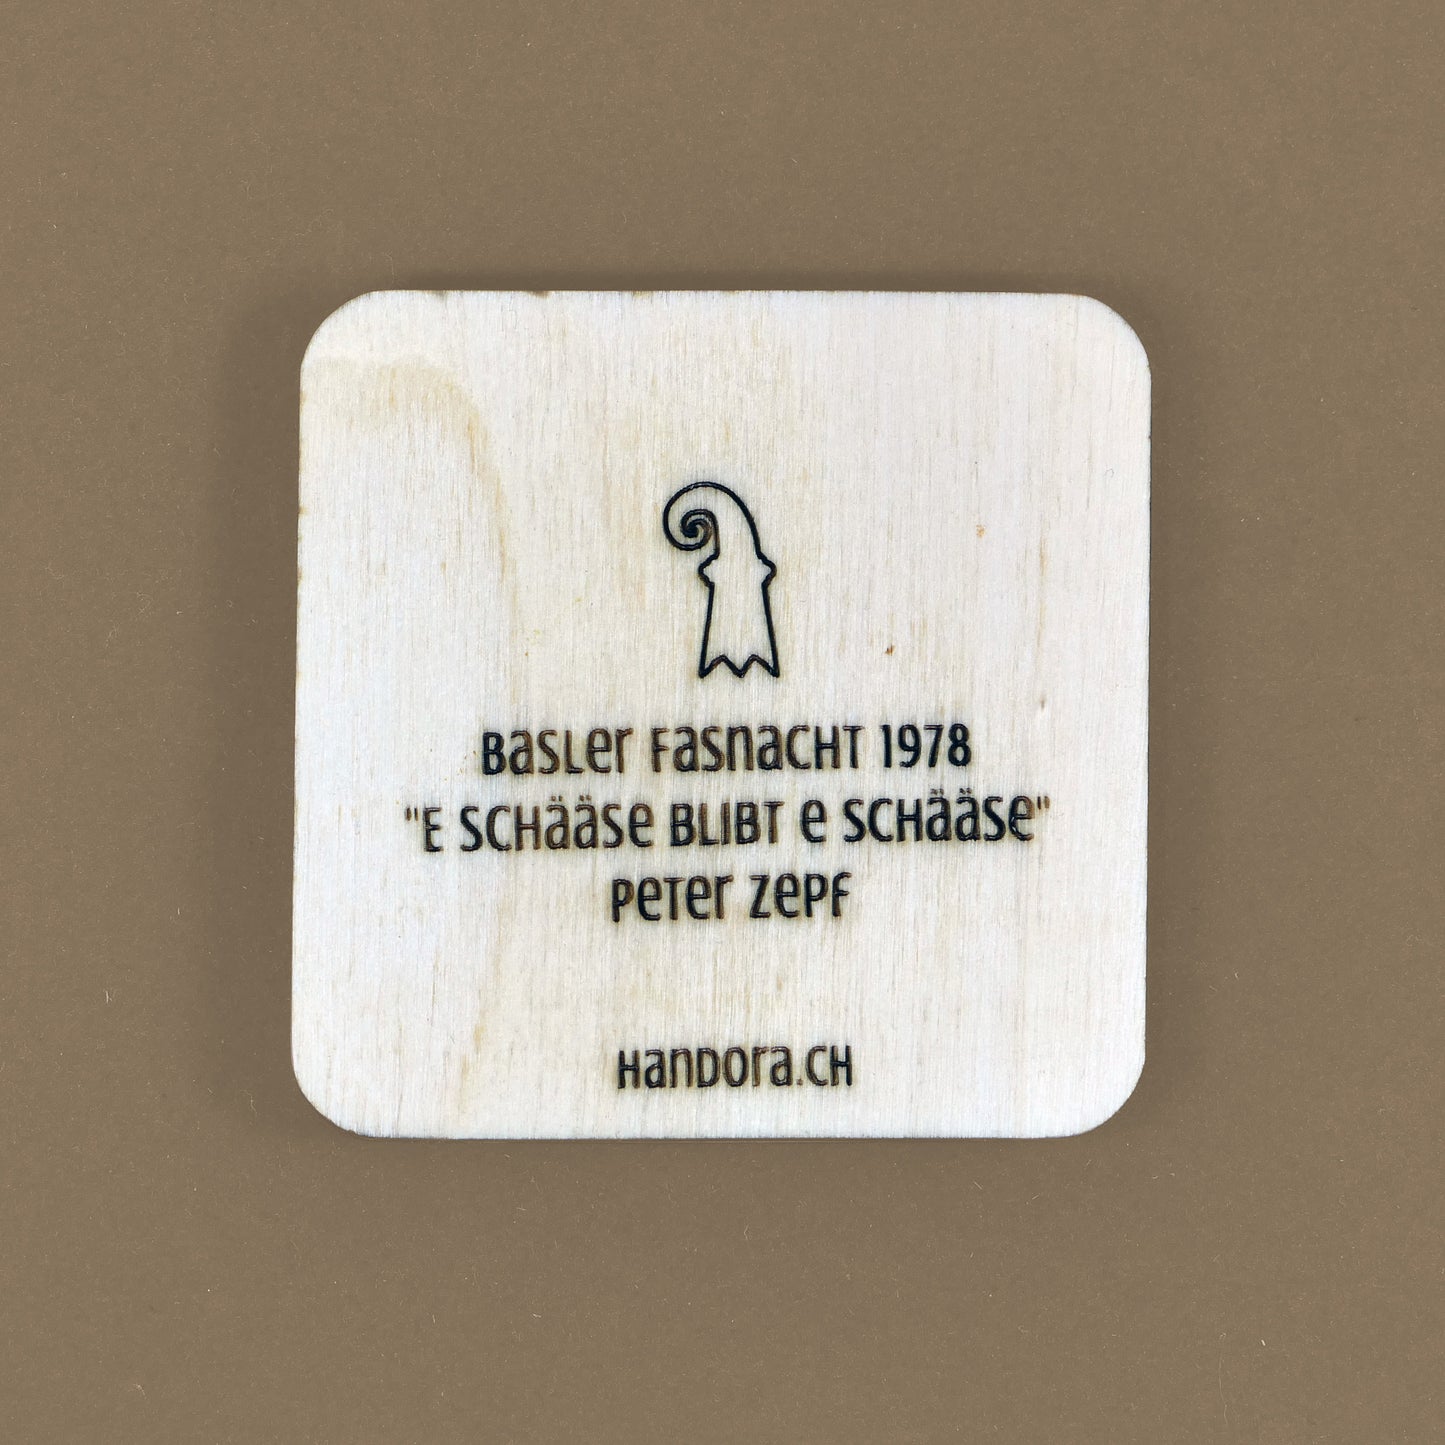 Basler Fasnacht 1978
"E Schääse blibt e Schääse"
Peter Zepf
Handora.ch